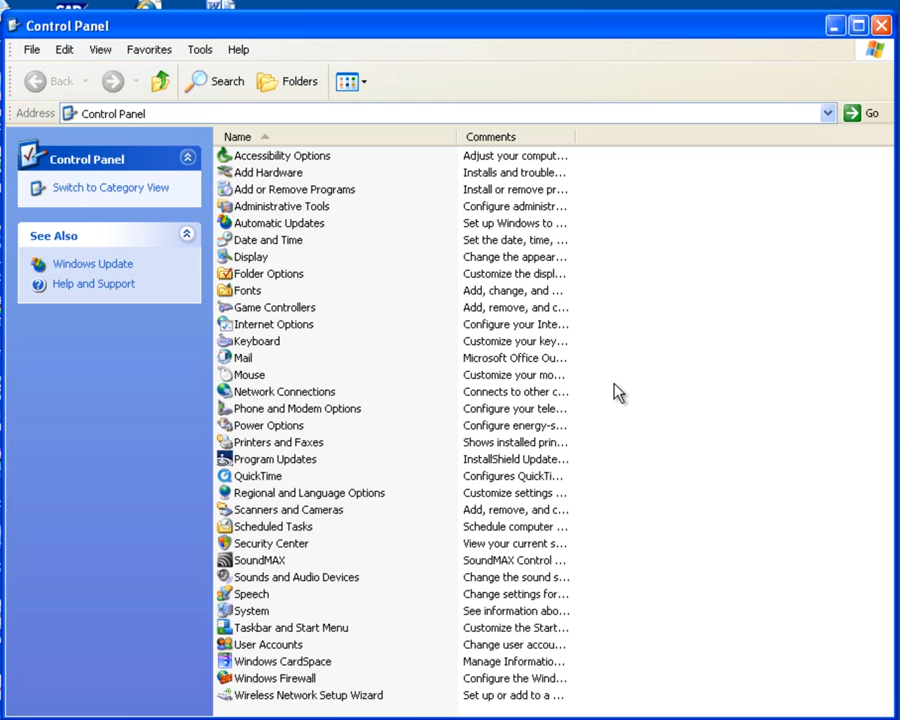 SAP
Control Panel
File Edit View Favorites Tools Help
Back Search Folders
Address Control Panel Go
Control Panel
Switch to Category View
See Also
Windows Update
Help and Support
Name Comments
Accessibility Options Adjust your comput...
Add Hardware Installs and trouble...
Add or Remove Programs Install or remove pr...
Administrative Tools Configure administr...
Automatic Updates Set up Windows to ...
Date and Time Set the date, time, ...
Display Change the appear...
Folder Options Customize the displ...
Fonts Add, change, and ...
Game Controllers Add, remove, and c...
Internet Options Configure your Inte...
Keyboard Customize your key...
Mail Microsoft Office Ou...
Mouse Customize your mo...
Network Connections Connects to other c...
Phone and Modem Options Configure your tele...
Power Options Configure energy-s...
Printers and Faxes Shows installed prin...
Program Updates InstallShield Update...
QuickTime Configures QuickTi...
Regional and Language Options Customize settings ...
Scanners and Cameras Add, remove, and c...
Scheduled Tasks Schedule computer ...
Security Center View your current s...
SoundMAX SoundMAX Control ...
Sounds and Audio Devices Change the sound s...
Speech Change settings for...
System See information abo...
Taskbar and Start Menu Customize the Start...
User Accounts Change user accou...
Windows CardSpace Manage Informatio...
Windows Firewall Configure the Wind...
Wireless Network Setup Wizard Set up or add to a ...